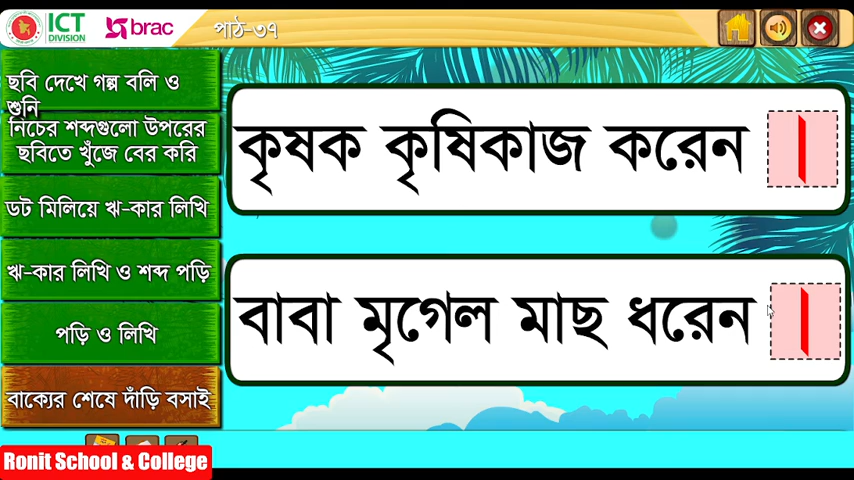 ICT
DIVISION
brac
পাঠ-৩৭
ছবি দেখে গল্প বলি ও
শুনি
নিচের শব্দগুলো উপরের
ছবিতে খুঁজে বের করি
ডট মিলিয়ে ঋ-কার লিখি
ঋ-কার লিখি ও শব্দ পড়ি
পড়ি ও লিখি
বাক্যের শেষে দাঁড়ি বসাই
কৃষক কৃষিকাজ করেন ।
বাবা মৃগেল মাছ ধরেন ।
Ronit School & College